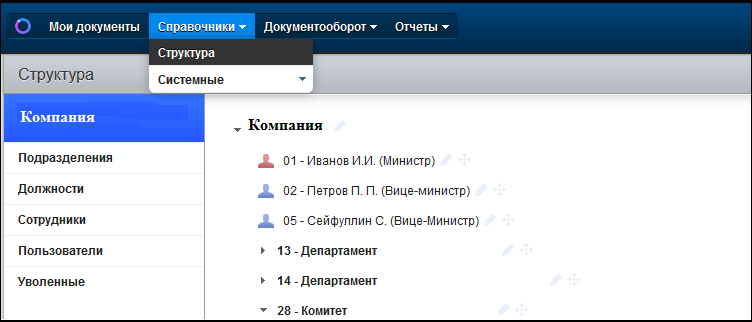 Мои документы Справочники Документооборот Отчеты
Структура
Системные
Структура
Компания
Подразделения
Должности
Сотрудники
Пользователи
Уволенные
Компания
01 - Иванов И.И. (Министр)
02 - Петров П. П. (Вице-министр)
05 - Сейфуллин С. (Вице-Министр)
13 - Департамент
14 - Департамент
28 - Комитет